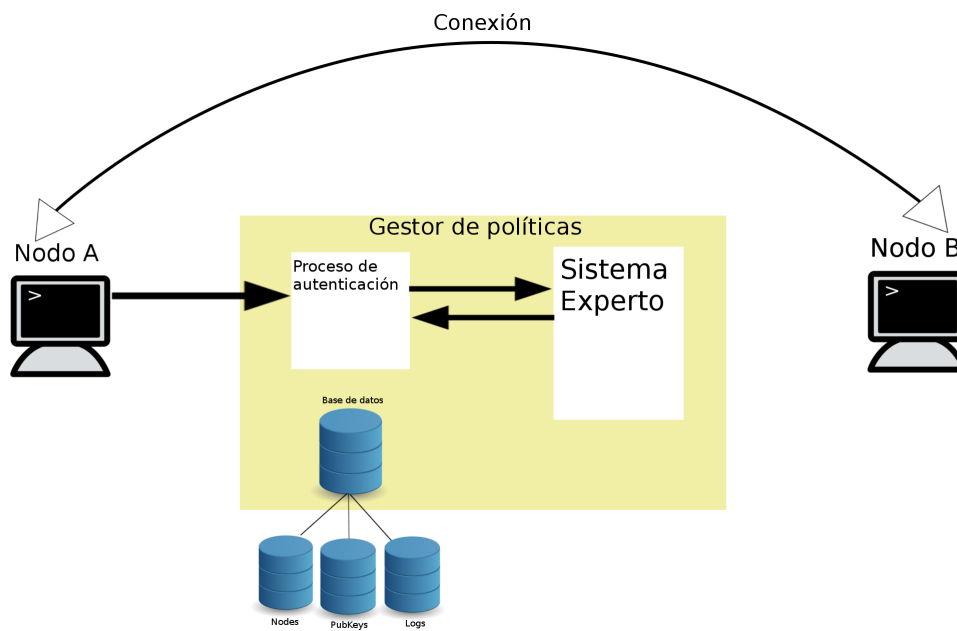 Conexión
Gestor de políticas
Nodo A
Nodo B
>
>
Proceso de
autenticación
Sistema
Experto
Base de datos
Nodes
PubKeys
Logs